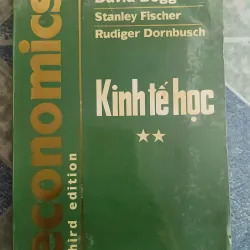 David Begg
Stanley Fischer
Rudiger Dornbusch
Kinh tế học
economics
third edition